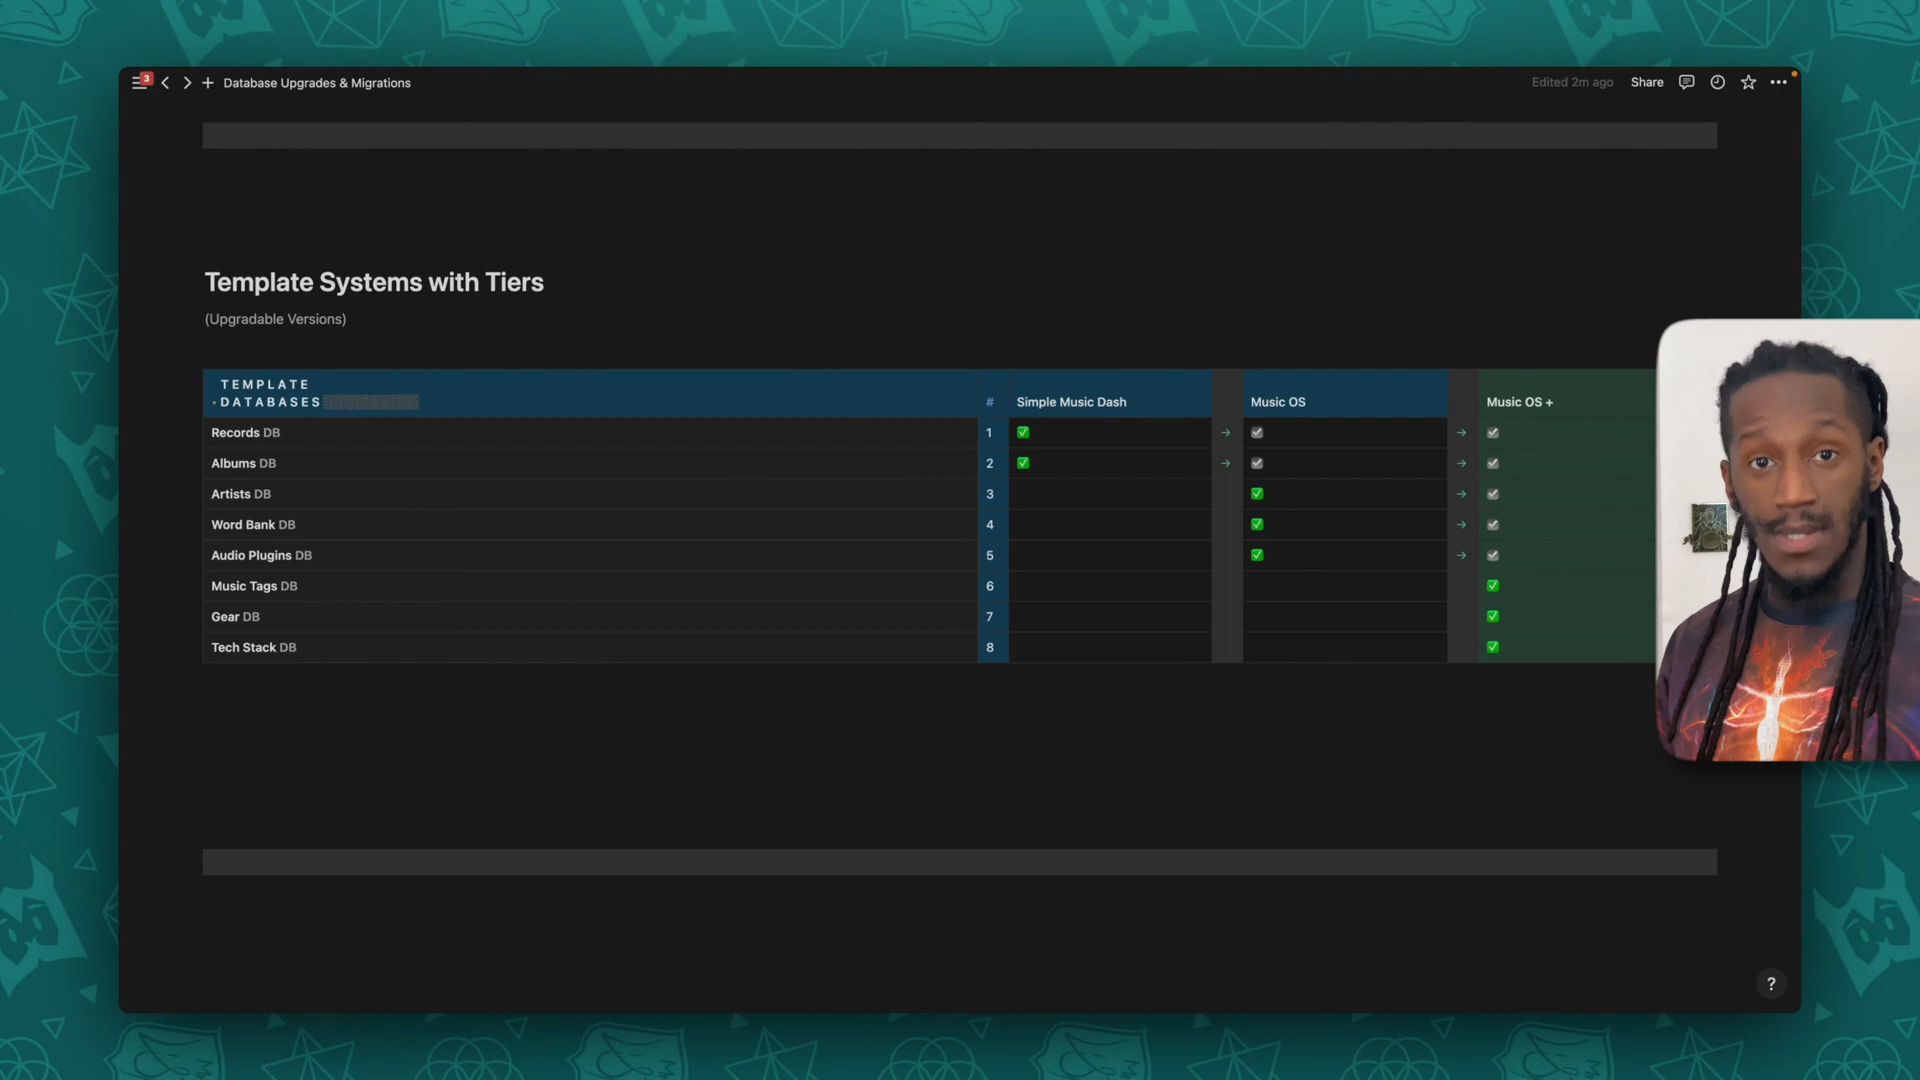 3
Database Upgrades & Migrations
Edited 2m ago
Share
Template Systems with Tiers
(Upgradable Versions)
TEMPLATE
•DATABASES
#
Simple Music Dash
Music OS
Music OS +
Records DB 1 ✅ → ☑ → ☑
Albums DB 2 ✅ → ☑ → ☑
Artists DB 3 ✅ → ☑
Word Bank DB 4 ✅ → ☑
Audio Plugins DB 5 ✅ → ☑
Music Tags DB 6 ✅
Gear DB 7 ✅
Tech Stack DB 8 ✅
?